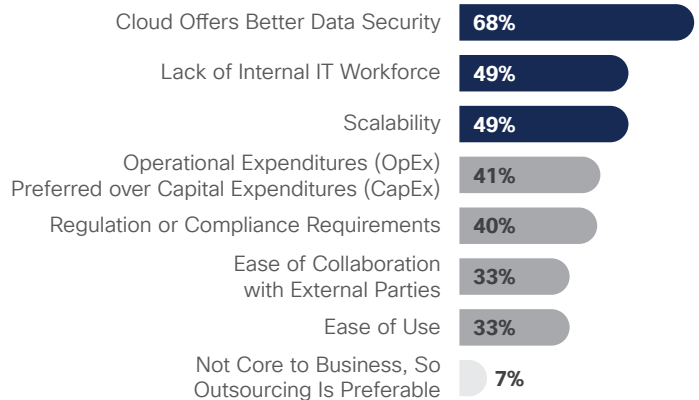 Cloud Offers Better Data Security 68%
Lack of Internal IT Workforce 49%
Scalability 49%
Operational Expenditures (OpEx)
Preferred over Capital Expenditures (CapEx) 41%
Regulation or Compliance Requirements 40%
Ease of Collaboration
with External Parties 33%
Ease of Use 33%
Not Core to Business, So
Outsourcing Is Preferable 7%